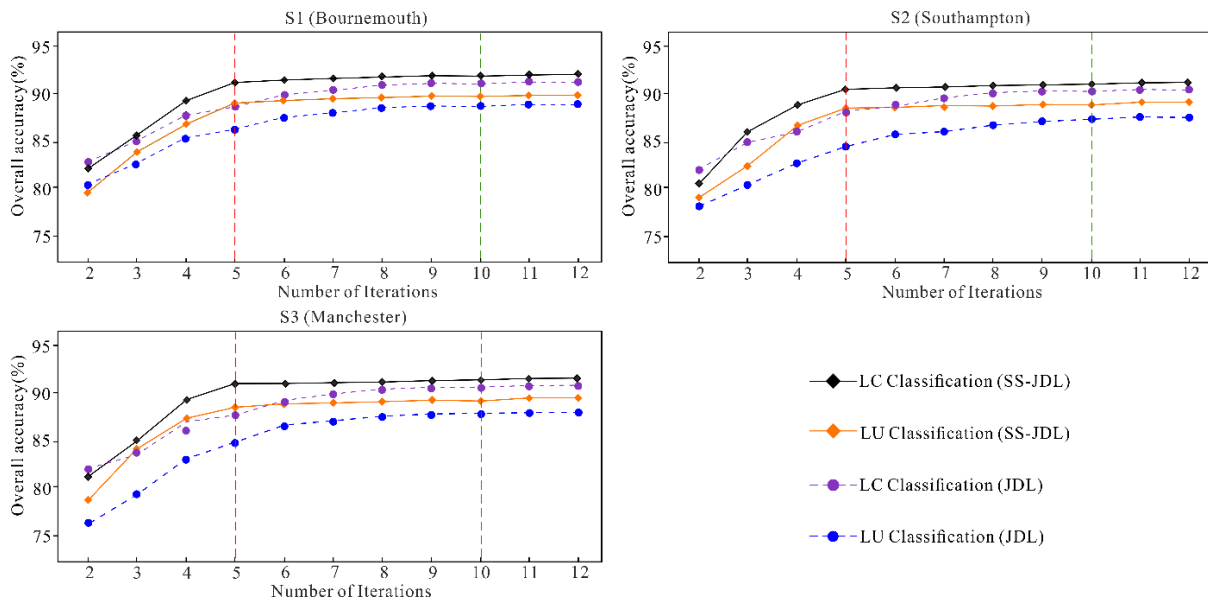 S1 (Bournemouth)
Overall accuracy(%)
95
90
85
80
75
2 3 4 5 6 7 8 9 10 11 12
Number of Iterations
S2 (Southampton)
Overall accuracy(%)
95
90
85
80
75
2 3 4 5 6 7 8 9 10 11 12
Number of Iterations
S3 (Manchester)
Overall accuracy(%)
95
90
85
80
75
2 3 4 5 6 7 8 9 10 11 12
Number of Iterations
LC Classification (SS-JDL)
LU Classification (SS-JDL)
LC Classification (JDL)
LU Classification (JDL)